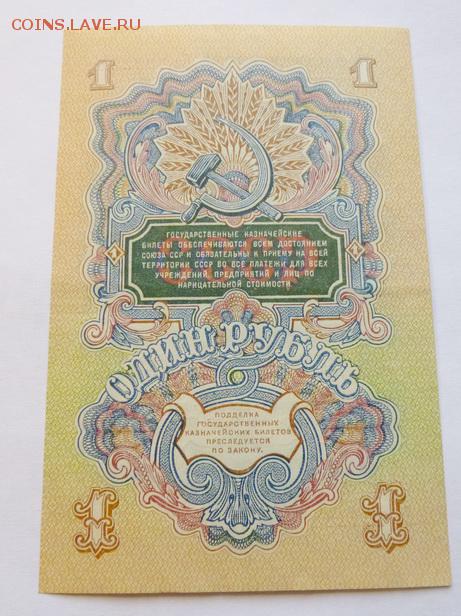 COINS.LAVE.RU
1 1
ГОСУДАРСТВЕННЫЕ КАЗНАЧЕЙСКИЕ
БИЛЕТЫ ОБЕСПЕЧИВАЮТСЯ ВСЕМ ДОСТОЯНИЕМ
СОЮЗА ССР И ОБЯЗАТЕЛЬНЫ К ПРИЕМУ НА ВСЕЙ
ТЕРРИТОРИИ СССР ВО ВСЕ ПЛАТЕЖИ ДЛЯ ВСЕХ
УЧРЕЖДЕНИЙ, ПРЕДПРИЯТИЙ И ЛИЦ ПО
НАРИЦАТЕЛЬНОЙ СТОИМОСТИ.
1 1
ОДИН РУБЛЬ
ПОДДЕЛКА
ГОСУДАРСТВЕННЫХ
КАЗНАЧЕЙСКИХ БИЛЕТОВ
ПРЕСЛЕДУЕТСЯ
ПО ЗАКОНУ.
1 1